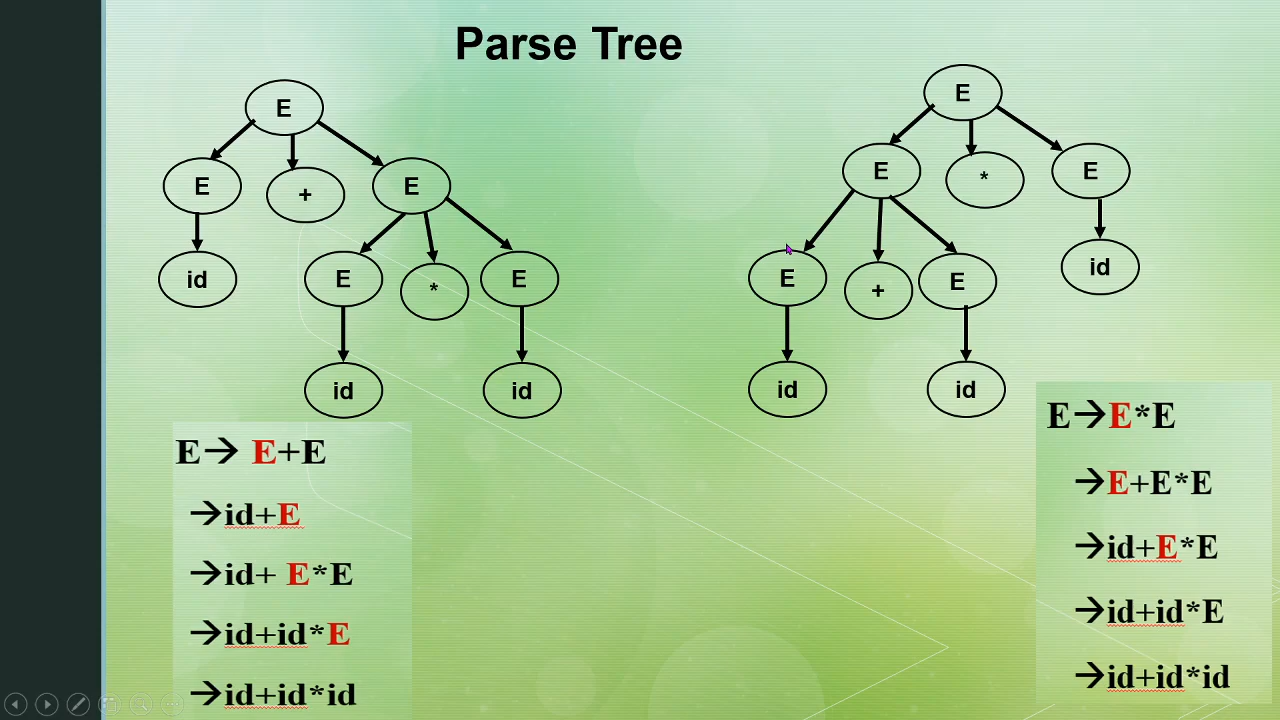 Parse Tree
E
E + E
id
E * E
id id
E
E * E
id
E + E
id id
E→ E+E
→id+E
→id+ E*E
→id+id*E
→id+id*id
E→E*E
→E+E*E
→id+E*E
→id+id*E
→id+id*id